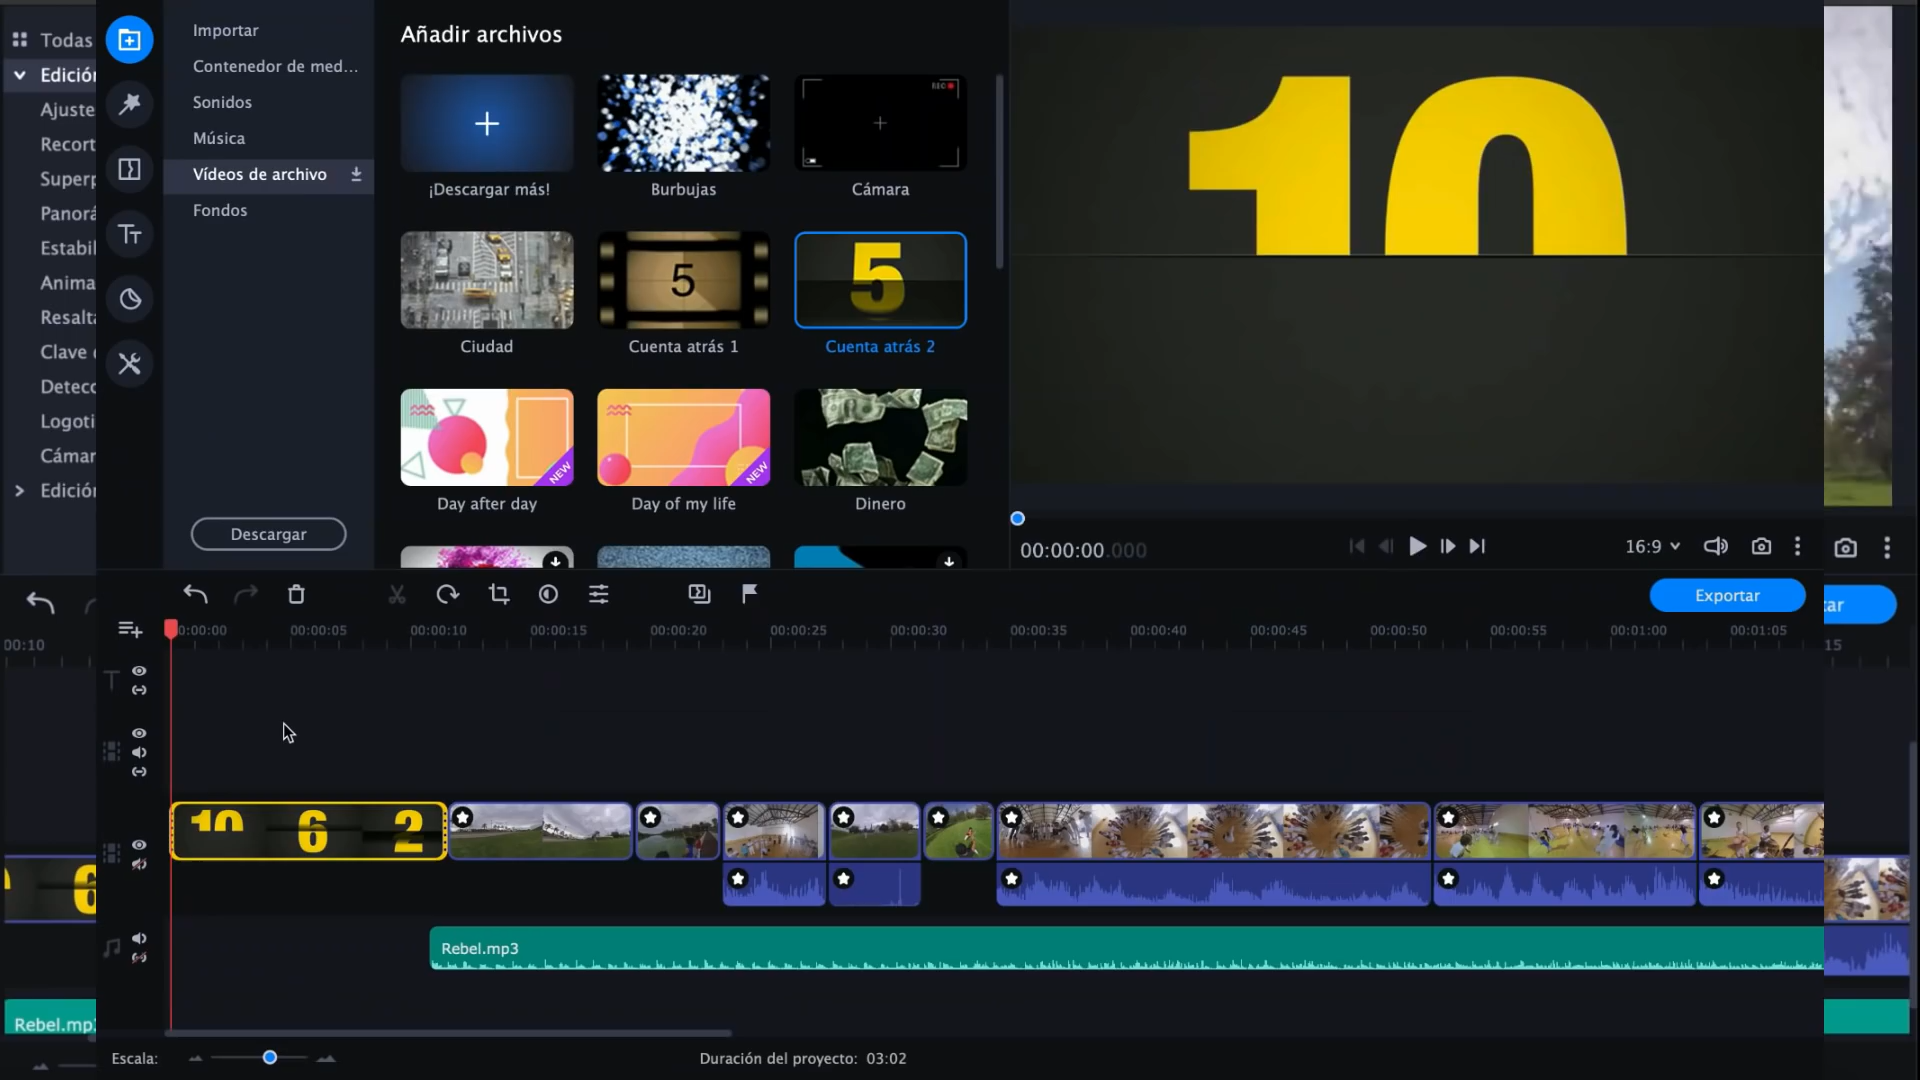 Todas
Edición
Ajuste
Recort
Superp
Panorá
Estabil
Anima
Resalta
Clave
Detecc
Logoti
Cámar
Edición
Importar
Contenedor de med...
Sonidos
Música
Vídeos de archivo
Fondos
Descargar
Añadir archivos
REC
¡Descargar más!
Burbujas
Cámara
5
5
Ciudad
Cuenta atrás 1
Cuenta atrás 2
NEW
NEW
Day after day
Day of my life
Dinero
10
00:00:00.000
16:9
Exportar
ar
00:10
0:00:00
00:00:05
00:00:10
00:00:15
00:00:20
00:00:25
00:00:30
00:00:35
00:00:40
00:00:45
00:00:50
00:00:55
00:01:00
00:01:05
15
T
Tт
10 6 2
6
Rebel.mp3
Rebel.mp3
Escala:
Duración del proyecto: 03:02